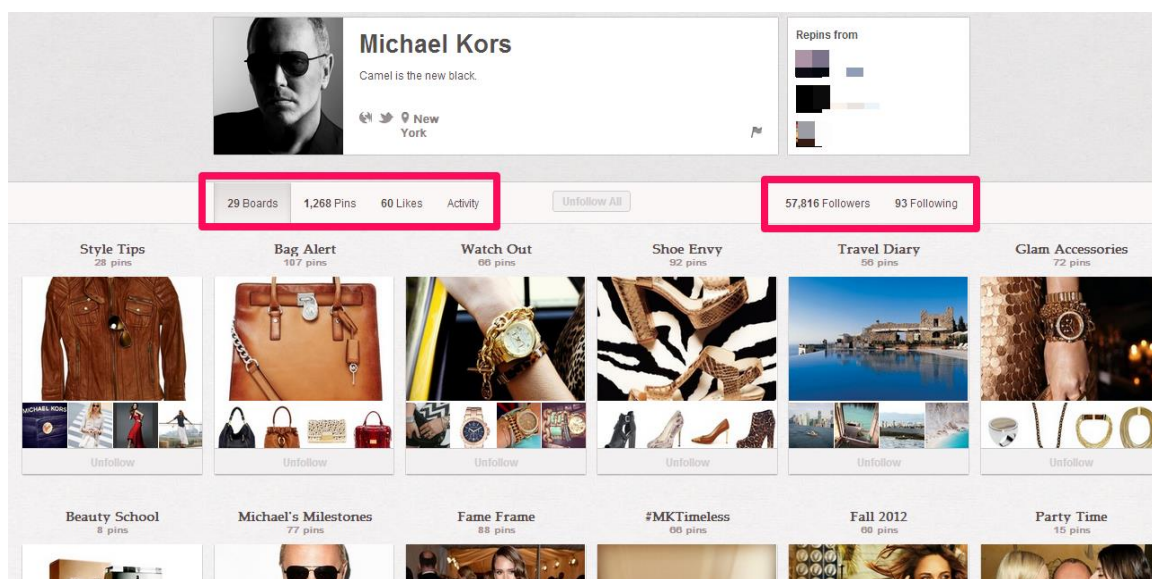 Michael Kors
Camel is the new black.
New
York
Repins from
29 Boards
1,268 Pins
60 Likes
Activity
Unfollow All
57,816 Followers
93 Following
Style Tips
28 pins
Bag Alert
107 pins
Watch Out
66 pins
Shoe Envy
92 pins
Travel Diary
56 pins
Glam Accessories
72 pins
MICHAEL KORS
Unfollow
Unfollow
Unfollow
Unfollow
Unfollow
Unfollow
Beauty School
8 pins
Michael's Milestones
77 pins
Fame Frame
88 pins
#MKTimeless
66 pins
Fall 2012
60 pins
Party Time
15 pins